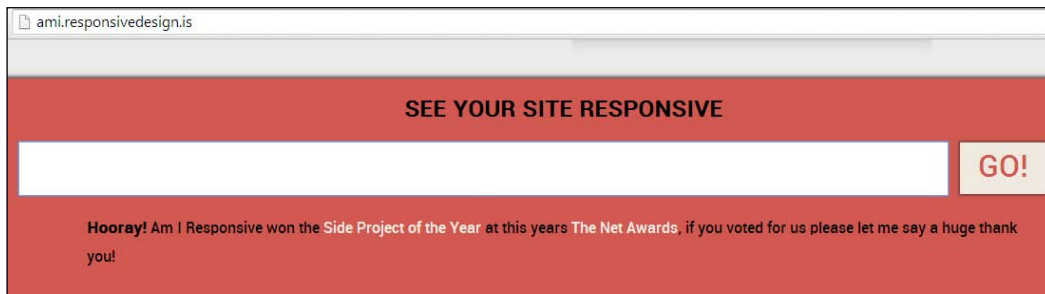 ami.responsivedesign.is
SEE YOUR SITE RESPONSIVE
GO!
Hooray! Am I Responsive won the Side Project of the Year at this years The Net Awards, if you voted for us please let me say a huge thank
you!